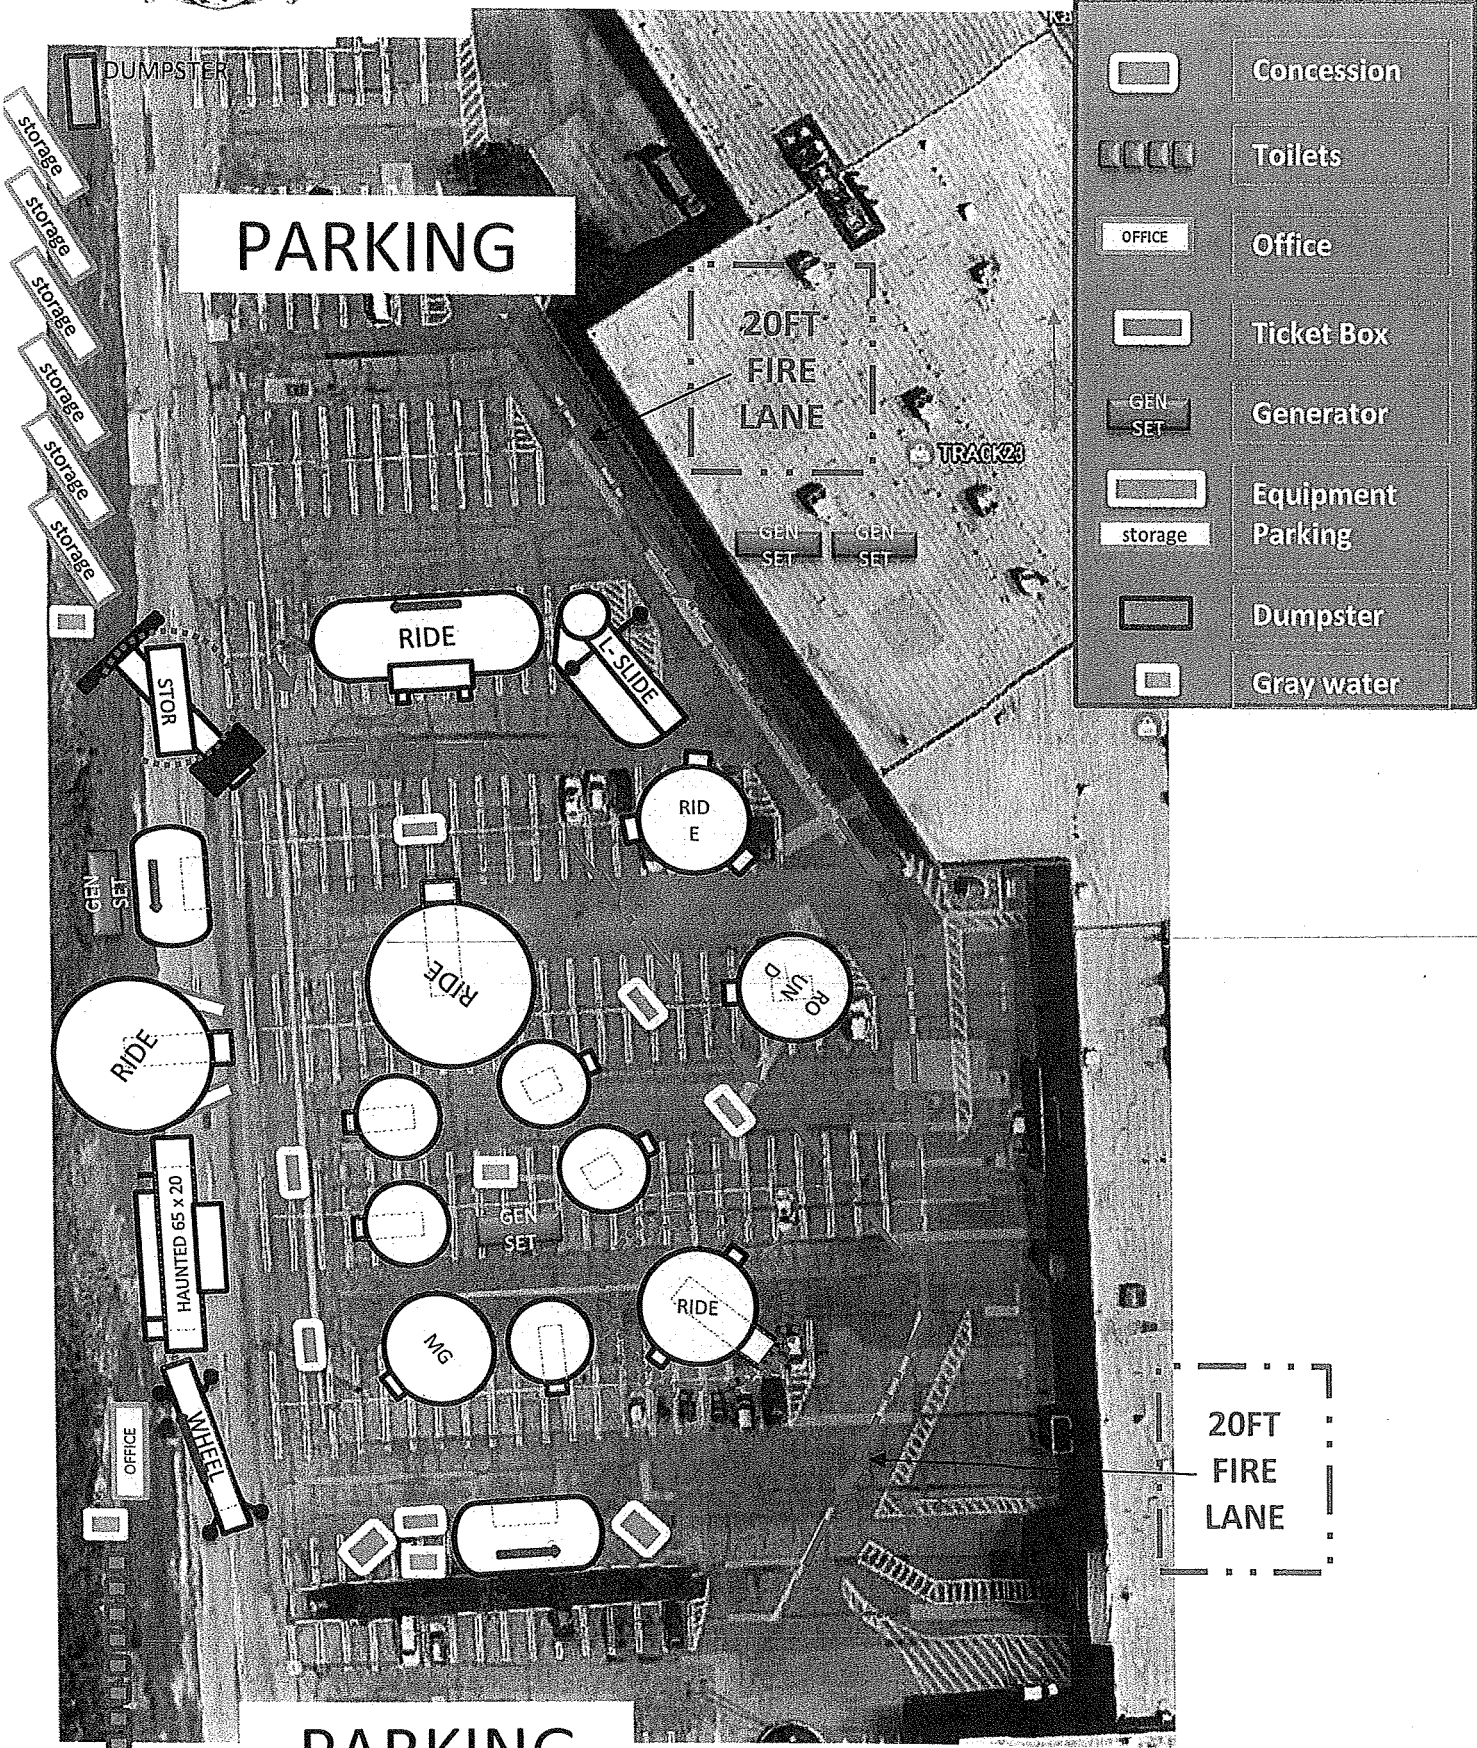 DUMPSTER
storage
storage
storage
storage
storage
storage
PARKING
20FT
FIRE
LANE
TRACK23
GEN
SET
GEN
SET
Concession
Toilets
OFFICE
Office
Ticket Box
GEN
SET
Generator
Equipment
storage
Parking
Dumpster
Gray water
RIDE
L-SLIDE
STOR
RID
E
GEN
SET
RIDE
RO
UN
D
RIDE
HAUNTED 65 x 20
GEN
SET
RIDE
MG
WHEEL
OFFICE
20FT
FIRE
LANE
PARKING